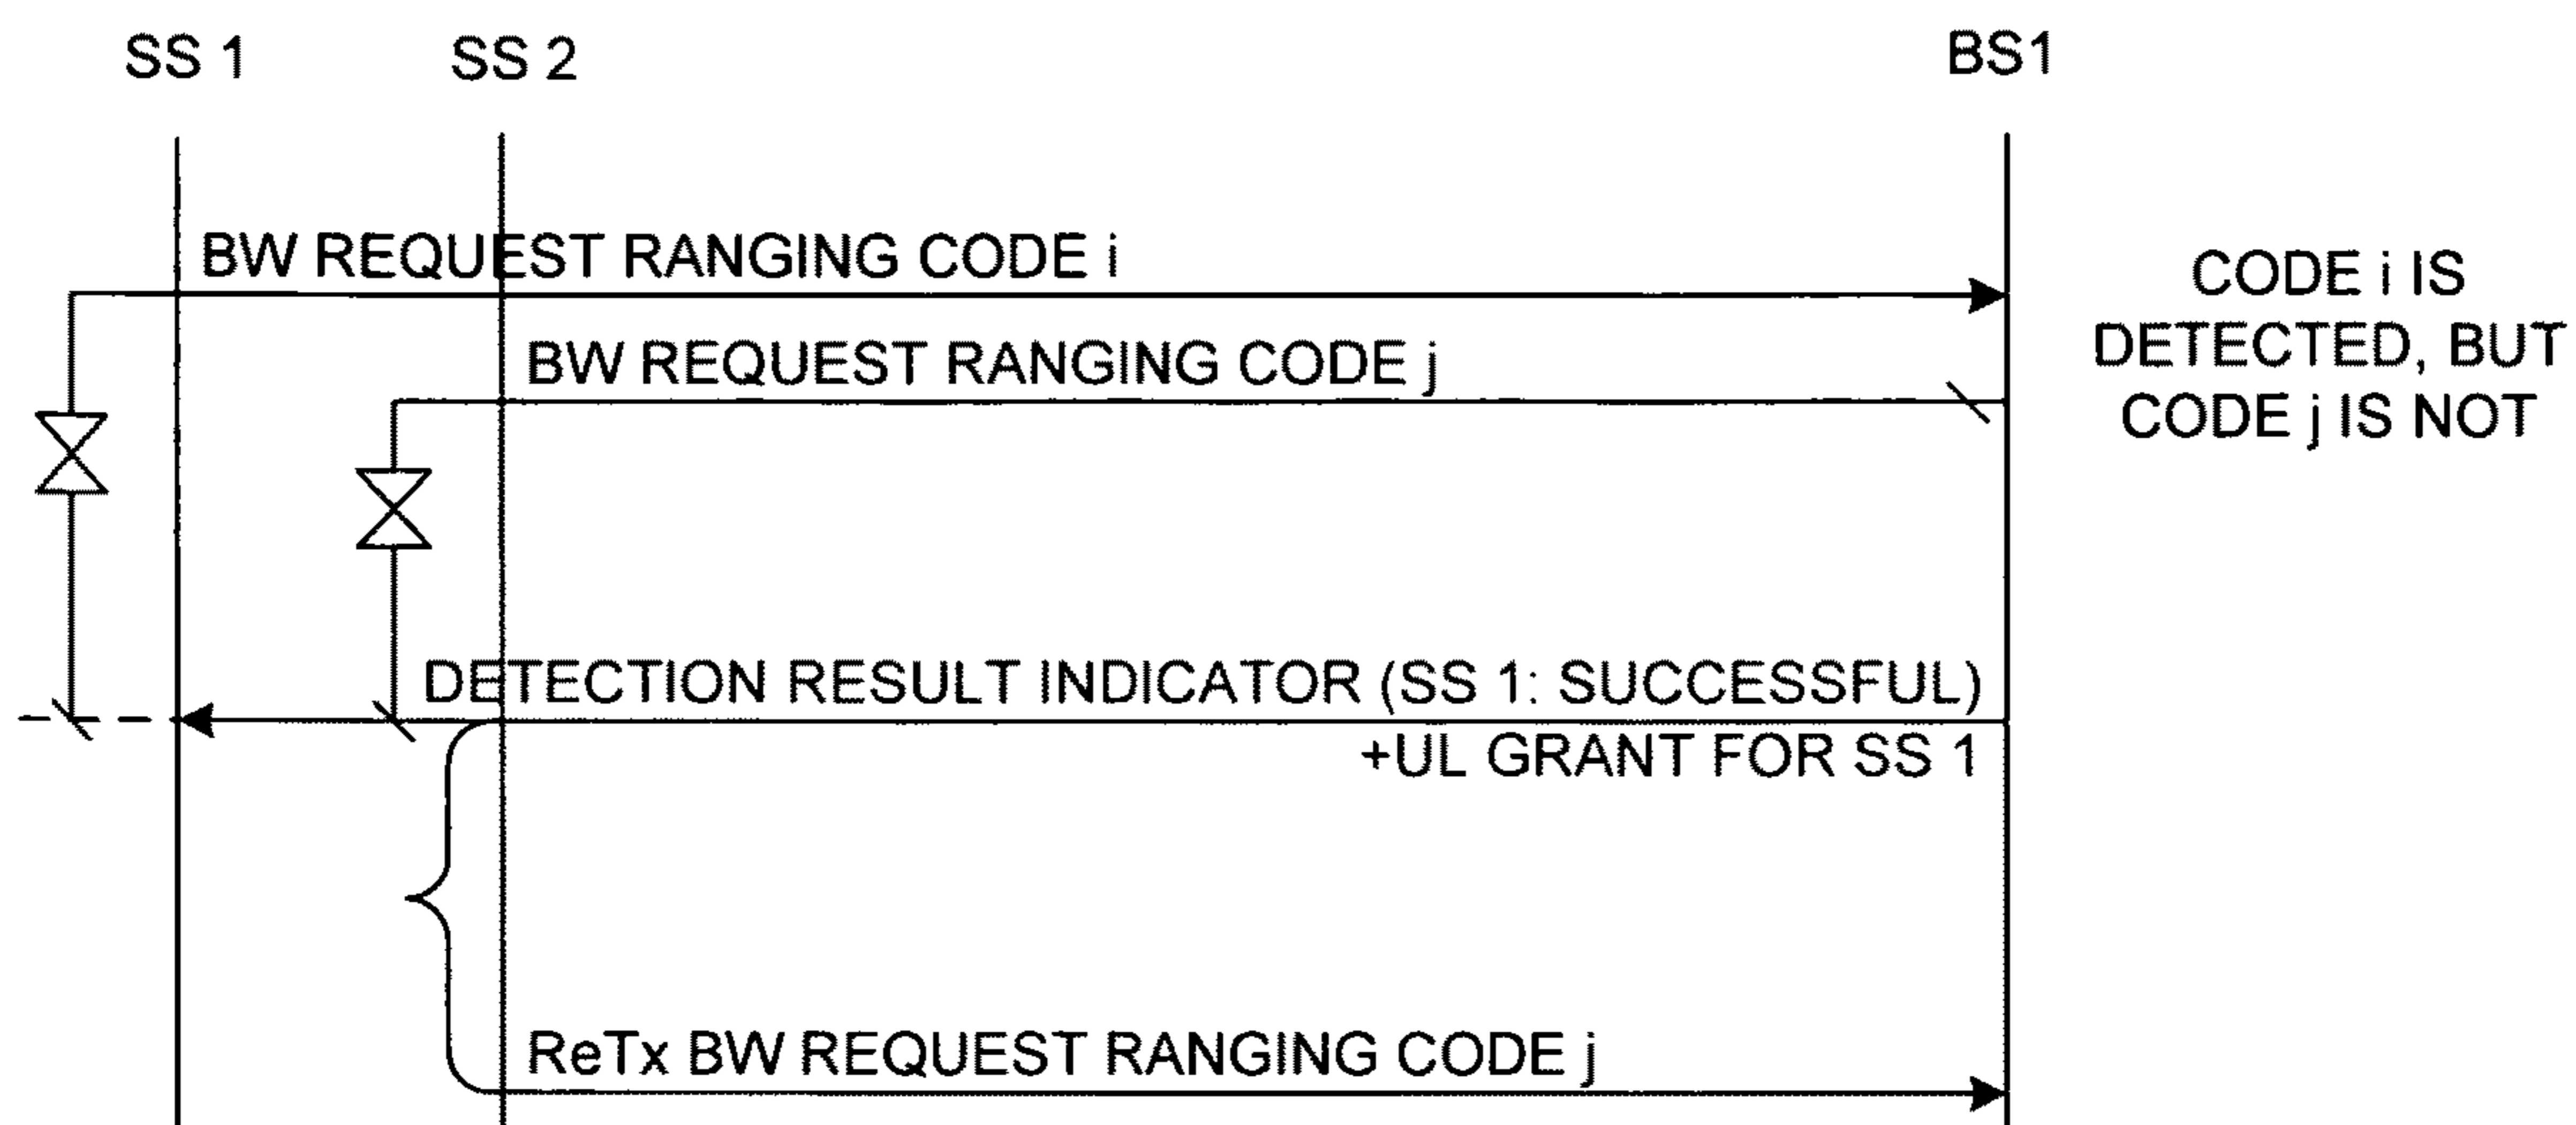 SS 1
SS 2
BS1
BW REQUEST RANGING CODE i
CODE i IS
DETECTED, BUT
CODE j IS NOT
BW REQUEST RANGING CODE j
DETECTION RESULT INDICATOR (SS 1: SUCCESSFUL)
+UL GRANT FOR SS 1
ReTx BW REQUEST RANGING CODE j